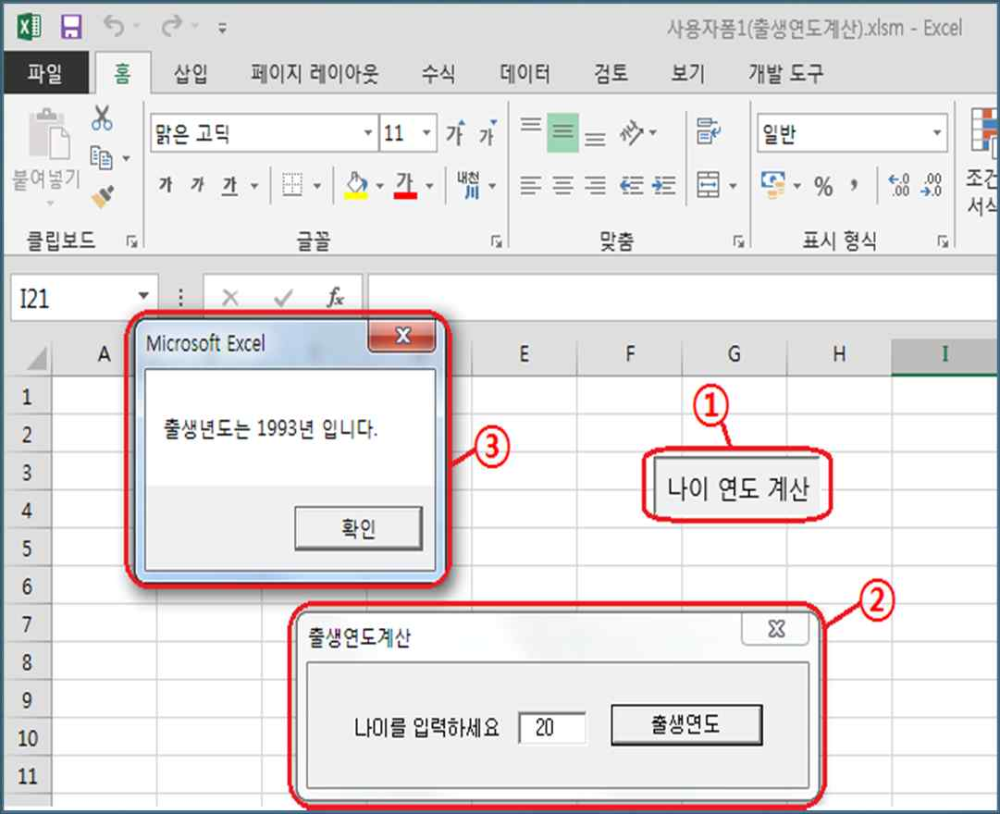 사용자폼1(출생연도계산).xlsm - Excel
파일 홈 삽입 페이지 레이아웃 수식 데이터 검토 보기 개발 도구
붙여넣기
맑은 고딕 11 가 가
일반
가 가 가 가 내천 川
% , .0 .00 .00 .0
조건
서식
클립보드 글꼴 맞춤 표시 형식
I21 fx
A E F G H I
1
2
3
4
5
6
7
8
9
10
11
Microsoft Excel
출생년도는 1993년 입니다.
확인
③
①
나이 연도 계산
②
출생연도계산
나이를 입력하세요 20 출생연도